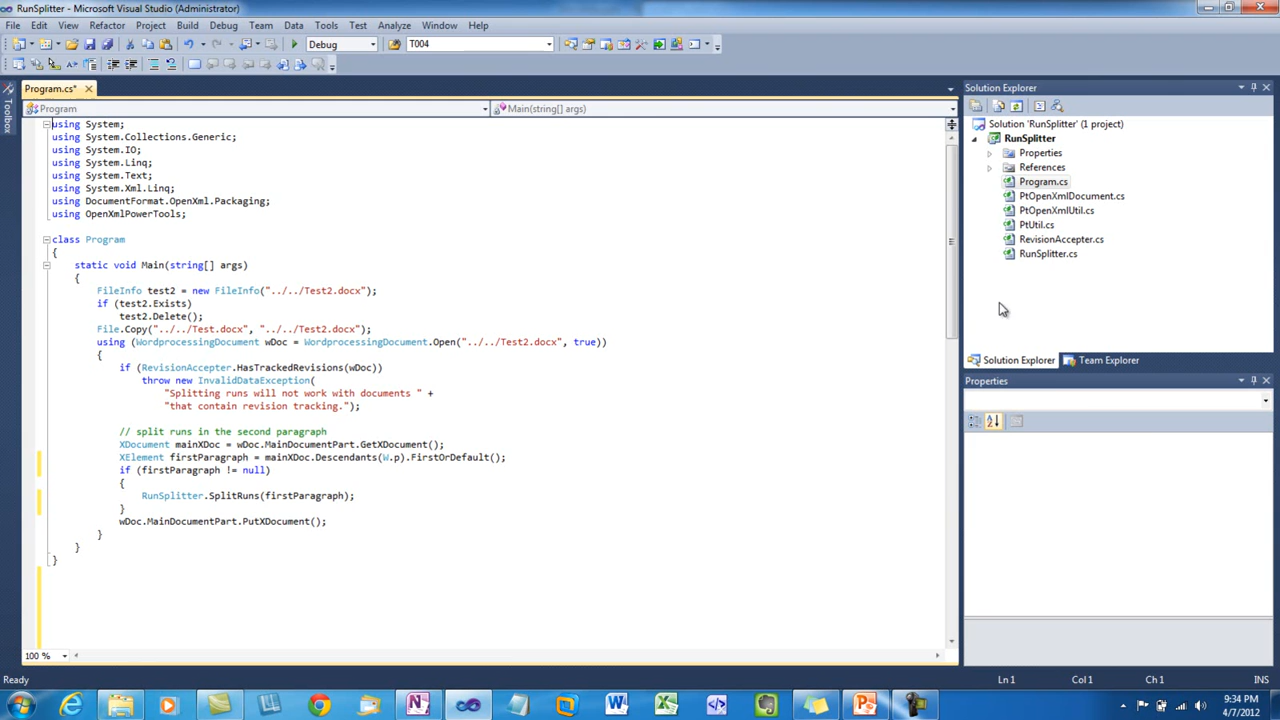 RunSplitter - Microsoft Visual Studio (Administrator)
File Edit View Refactor Project Build Debug Team Data Tools Test Analyze Window Help
Debug T004
Toolbox
Program.cs*
Program Main(string[] args)
using System;
using System.Collections.Generic;
using System.IO;
using System.Linq;
using System.Text;
using System.Xml.Linq;
using DocumentFormat.OpenXml.Packaging;
using OpenXmlPowerTools;
class Program
{
static void Main(string[] args)
{
FileInfo test2 = new FileInfo("../../Test2.docx");
if (test2.Exists)
test2.Delete();
File.Copy("../../Test.docx", "../../Test2.docx");
using (WordprocessingDocument wDoc = WordprocessingDocument.Open("../../Test2.docx", true))
{
if (RevisionAccepter.HasTrackedRevisions(wDoc))
throw new InvalidDataException(
"Splitting runs will not work with documents " +
"that contain revision tracking.");
// split runs in the second paragraph
XDocument mainXDoc = wDoc.MainDocumentPart.GetXDocument();
XElement firstParagraph = mainXDoc.Descendants(W.p).FirstOrDefault();
if (firstParagraph != null)
{
RunSplitter.SplitRuns(firstParagraph);
}
wDoc.MainDocumentPart.PutXDocument();
}
}
}
100 %
Solution Explorer
Solution 'RunSplitter' (1 project)
RunSplitter
Properties
References
Program.cs
PtOpenXmlDocument.cs
PtOpenXmlUtil.cs
PtUtil.cs
RevisionAccepter.cs
RunSplitter.cs
Solution Explorer Team Explorer
Properties
Ready Ln 1 Col 1 Ch 1 INS
9:34 PM
4/7/2012